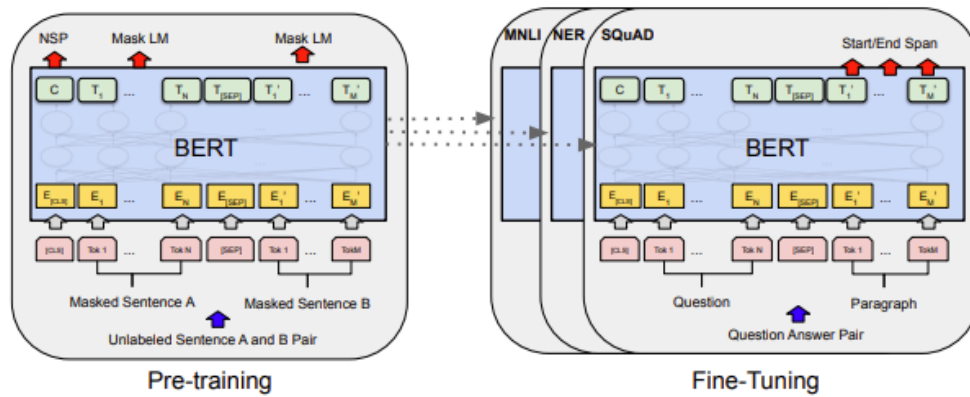 NSP Mask LM Mask LM
C T1 ... TN T[SEP] T1' ... TM'
BERT
E[CLS] E1 ... EN E[SEP] E1' ... EM'
[CLS] Tok 1 ... Tok N [SEP] Tok 1 ... TokM
Masked Sentence A Masked Sentence B
Unlabeled Sentence A and B Pair
Pre-training
MNLI NER SQuAD
Start/End Span
C T1 ... TN T[SEP] T1' ... TM'
BERT
E[CLS] E1 ... EN E[SEP] E1' ... EM'
[CLS] Tok 1 ... Tok N [SEP] Tok 1 ... TokM
Question Paragraph
Question Answer Pair
Fine-Tuning